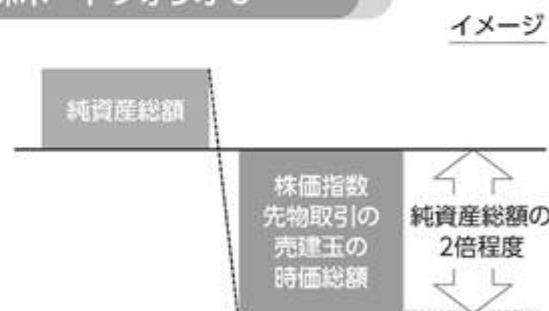 イメージ
純資産総額
株価指数
先物取引の
売建玉の
時価総額
純資産総額の
2倍程度